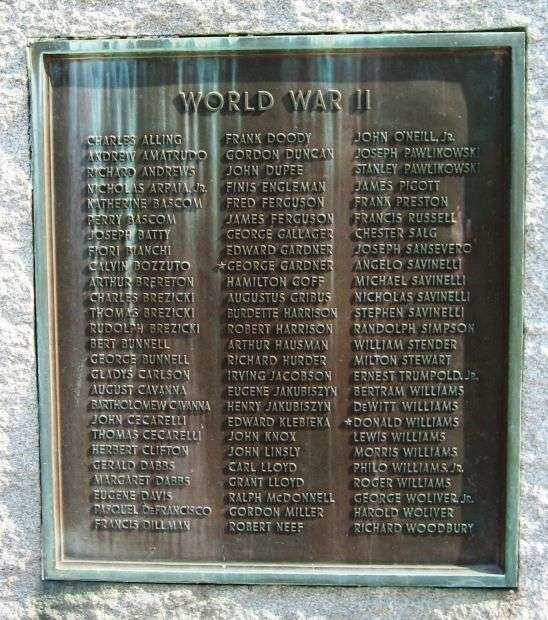 WORLD WAR II
CHARLES ALLING
ANDREW AMATRUDO
RICHARD ANDREWS
NICHOLAS ARPAIA, JR.
KATHERINE BASCOM
PERRY BASCOM
JOSEPH BATTY
FIORI BIANCHI
CALVIN BOZZUTO
ARTHUR BRERETON
CHARLES BREZICKI
THOMAS BREZICKI
RUDOLPH BREZICKI
BERT BUNNELL
GEORGE BUNNELL
GLADYS CARLSON
AUGUST CAVANNA
BARTHOLOMEW CAVANNA
JOHN CECARELLI
THOMAS CECARELLI
HERBERT CLIFTON
GERALD DABBS
MARGARET DABBS
EUGENE DAVIS
PASQUEL DEFRANCISCO
FRANCIS DILLMAN
FRANK DOODY
GORDON DUNCAN
JOHN DUPEE
FINIS ENGLEMAN
FRED FERGUSON
JAMES FERGUSON
GEORGE GALLAGER
EDWARD GARDNER
*GEORGE GARDNER
HAMILTON GOFF
AUGUSTUS GRIBUS
BURDETTE HARRISON
ROBERT HARRISON
ARTHUR HAUSMAN
RICHARD HURDER
IRVING JACOBSON
EUGENE JAKUBISZYN
HENRY JAKUBISZYN
EDWARD KLEBIEKA
JOHN KNOX
JOHN LINSLY
CARL LLOYD
GRANT LLOYD
RALPH McDONNELL
GORDON MILLER
ROBERT NEEF
JOHN O'NEILL, JR.
JOSEPH PAWLIKOWSKI
STANLEY PAWLIKOWSKI
JAMES PIGOTT
FRANK PRESTON
FRANCIS RUSSELL
CHESTER SALG
JOSEPH SANSEVERO
ANGELO SAVINELLI
MICHAEL SAVINELLI
NICHOLAS SAVINELLI
STEPHEN SAVINELLI
RANDOLPH SIMPSON
WILLIAM STENDER
MILTON STEWART
ERNEST TRUMPOLD, JR.
BERTRAM WILLIAMS
DeWITT WILLIAMS
*DONALD WILLIAMS
LEWIS WILLIAMS
MORRIS WILLIAMS
PHILO WILLIAMS, JR.
ROGER WILLIAMS
GEORGE WOLIVER, JR.
HAROLD WOLIVER
RICHARD WOODBURY